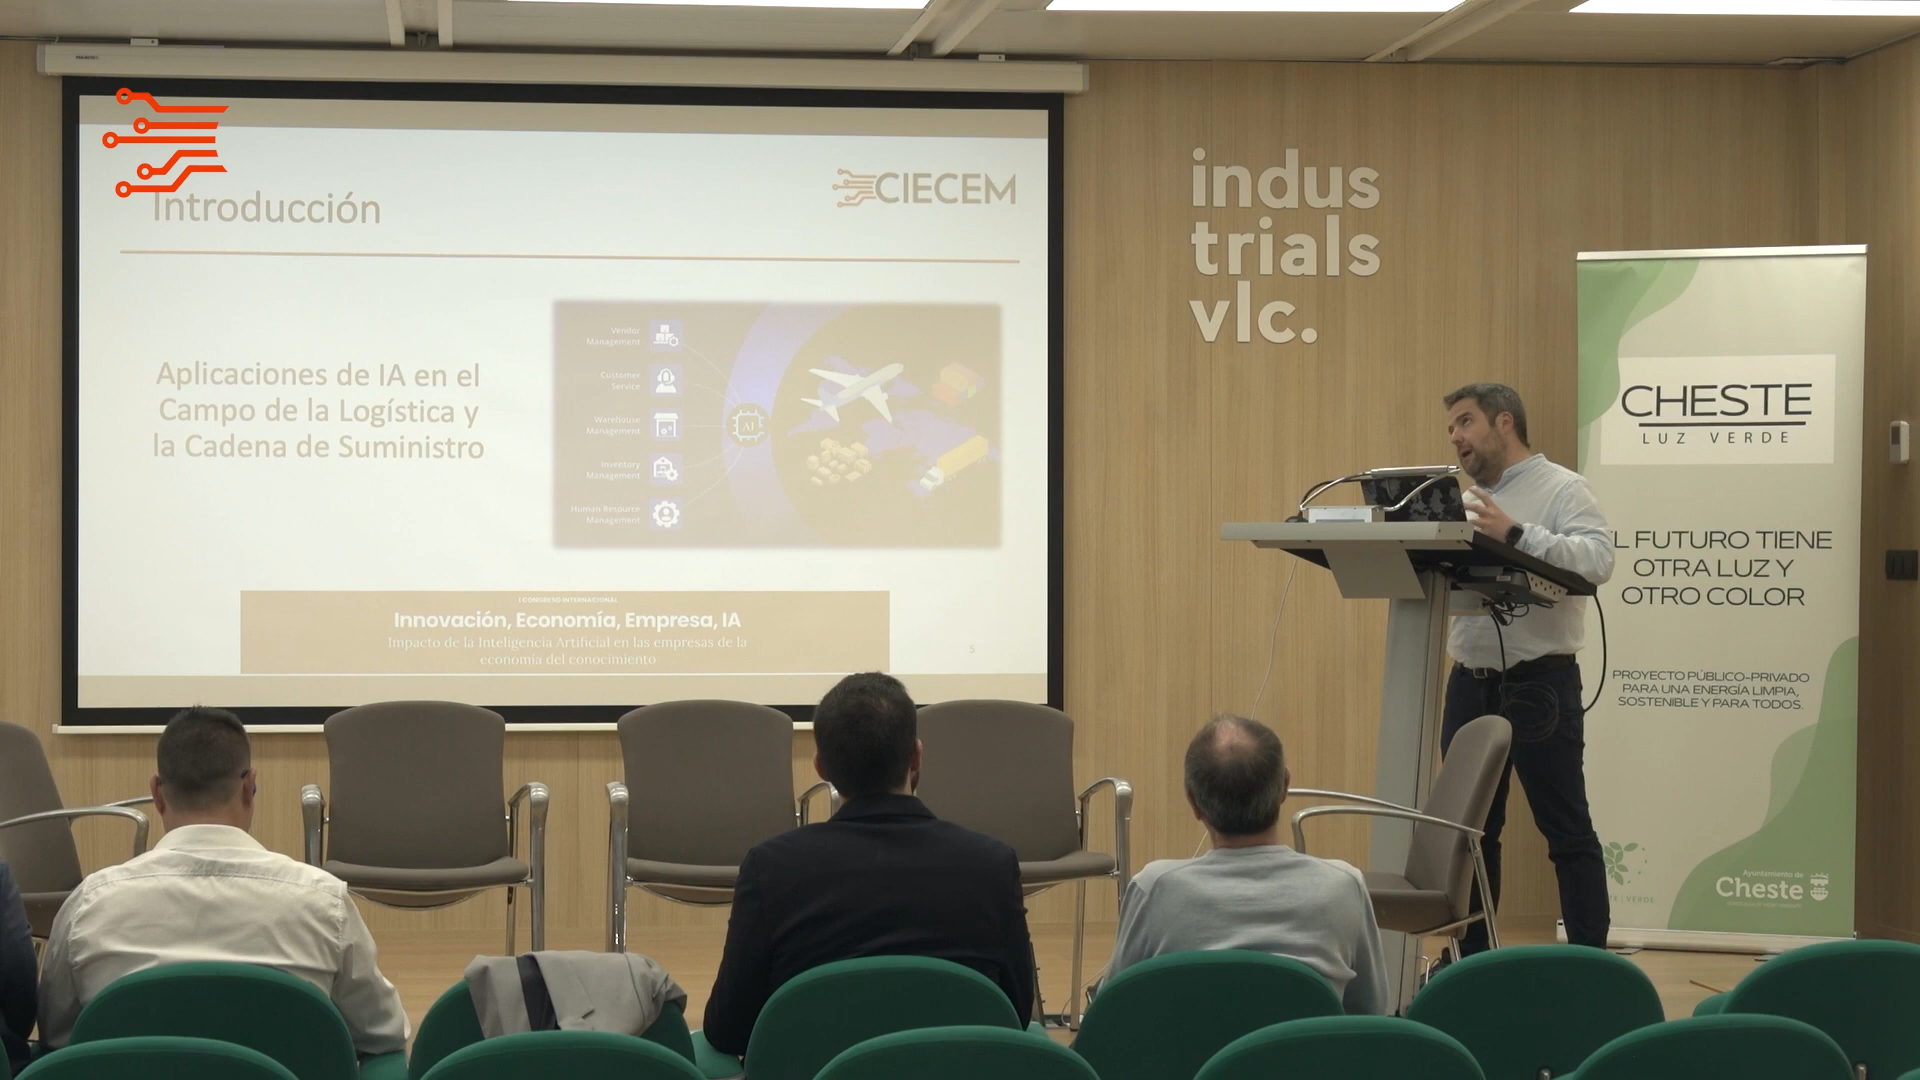 Introducción
CIECEM
Aplicaciones de IA en el
Campo de la Logística y
la Cadena de Suministro
Vendor
Management
Customer
Service
Warehouse
Management
Inventory
Management
Human Resource
Management
AI
I CONGRESO INTERNACIONAL
Innovación, Economía, Empresa, IA
Impacto de la Inteligencia Artificial en las empresas de la
economía del conocimiento
5
indus
trials
vlc.
CHESTE
LUZ VERDE
L FUTURO TIENE
OTRA LUZ Y
OTRO COLOR
PROYECTO PÚBLICO-PRIVADO
PARA UNA ENERGÍA LIMPIA,
SOSTENIBLE Y PARA TODOS.
VERDE
Ayuntamiento de
Cheste